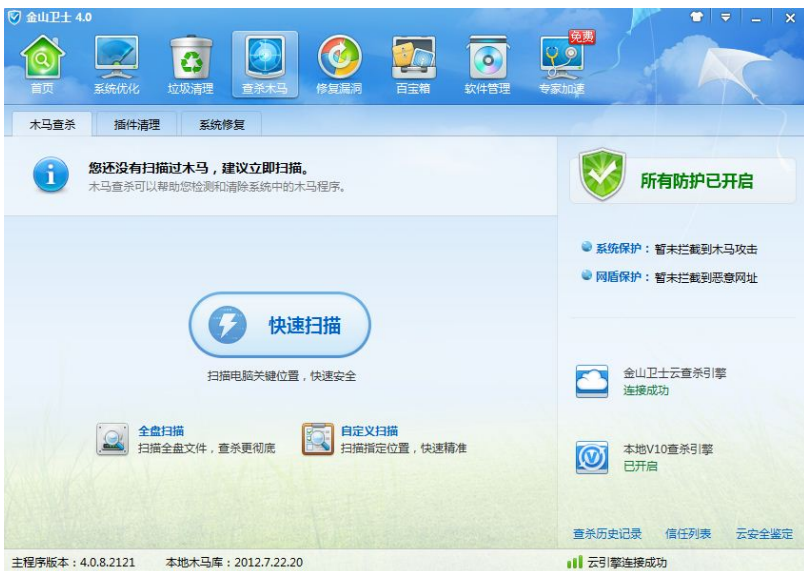 金山卫士 4.0
免费
首页 系统优化 垃圾清理 查杀木马 修复漏洞 百宝箱 软件管理 专家加速
木马查杀 插件清理 系统修复
您还没有扫描过木马，建议立即扫描。
木马查杀可以帮助您检测和清除系统中的木马程序。
所有防护已开启
系统保护：暂未拦截到木马攻击
网盾保护：暂未拦截到恶意网址
快速扫描
扫描电脑关键位置，快速安全
金山卫士云查杀引擎
连接成功
全盘扫描
扫描全盘文件，查杀更彻底
自定义扫描
扫描指定位置，快速精准
本地V10查杀引擎
已开启
查杀历史记录 信任列表 云安全鉴定
主程序版本：4.0.8.2121 本地木马库：2012.7.22.20 云引擎连接成功